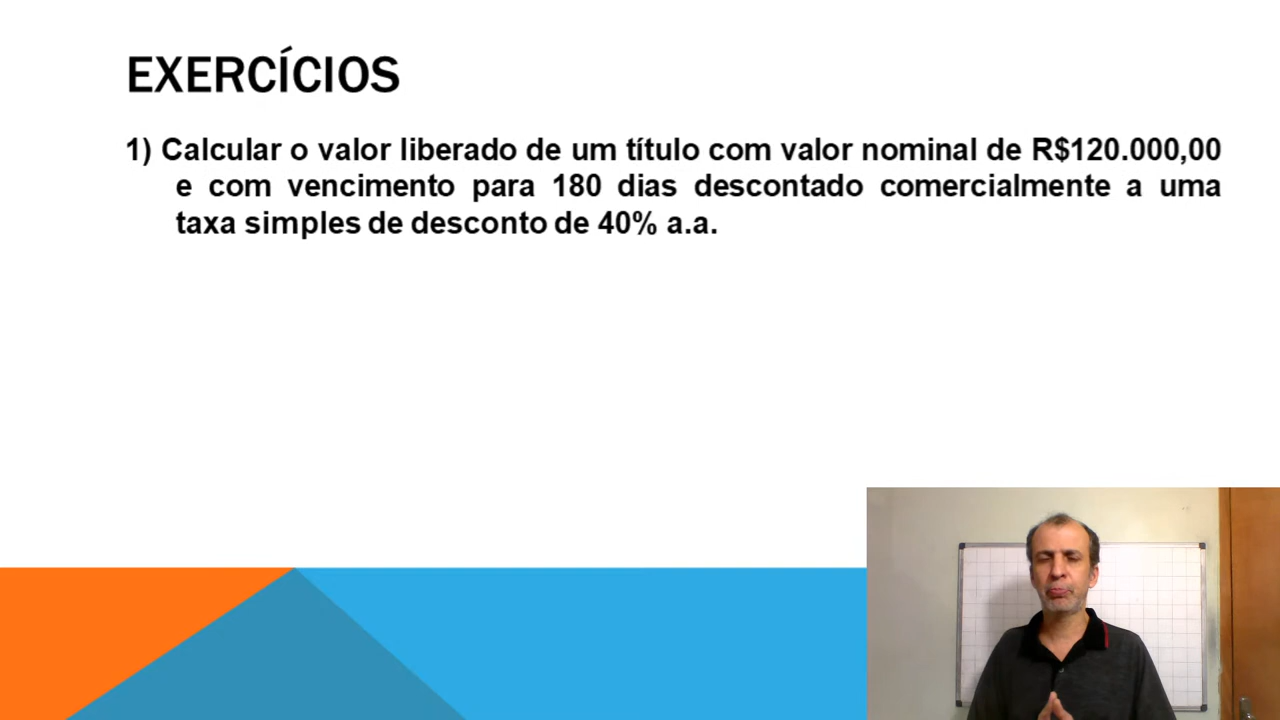 EXERCÍCIOS
1) Calcular o valor liberado de um título com valor nominal de R$120.000,00
e com vencimento para 180 dias descontado comercialmente a uma
taxa simples de desconto de 40% a.a.